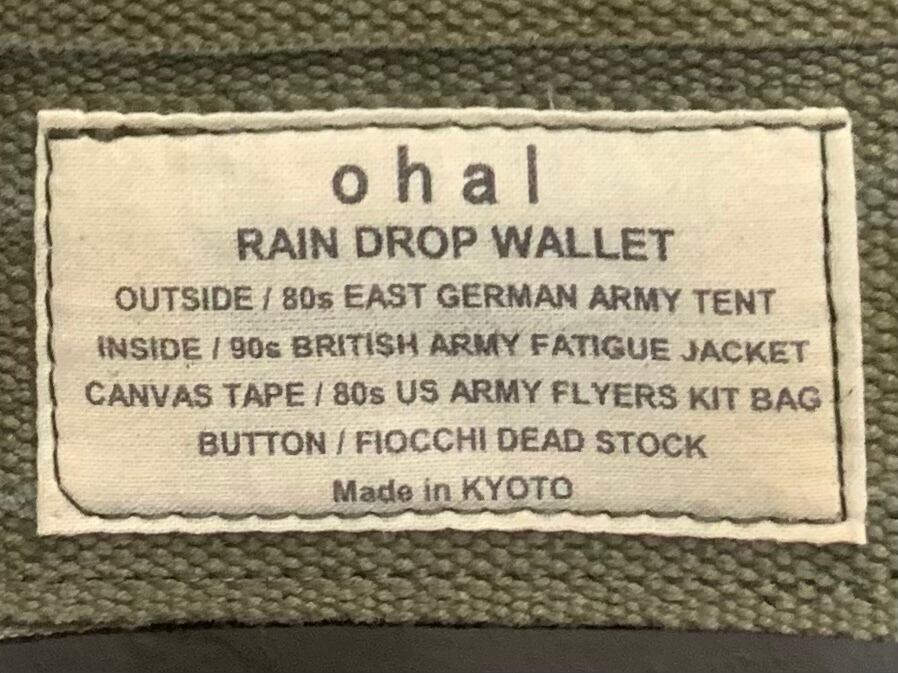 ohal
RAIN DROP WALLET
OUTSIDE / 80s EAST GERMAN ARMY TENT
INSIDE / 90s BRITISH ARMY FATIGUE JACKET
CANVAS TAPE / 80s US ARMY FLYERS KIT BAG
BUTTON / FIOCCHI DEAD STOCK
Made in KYOTO